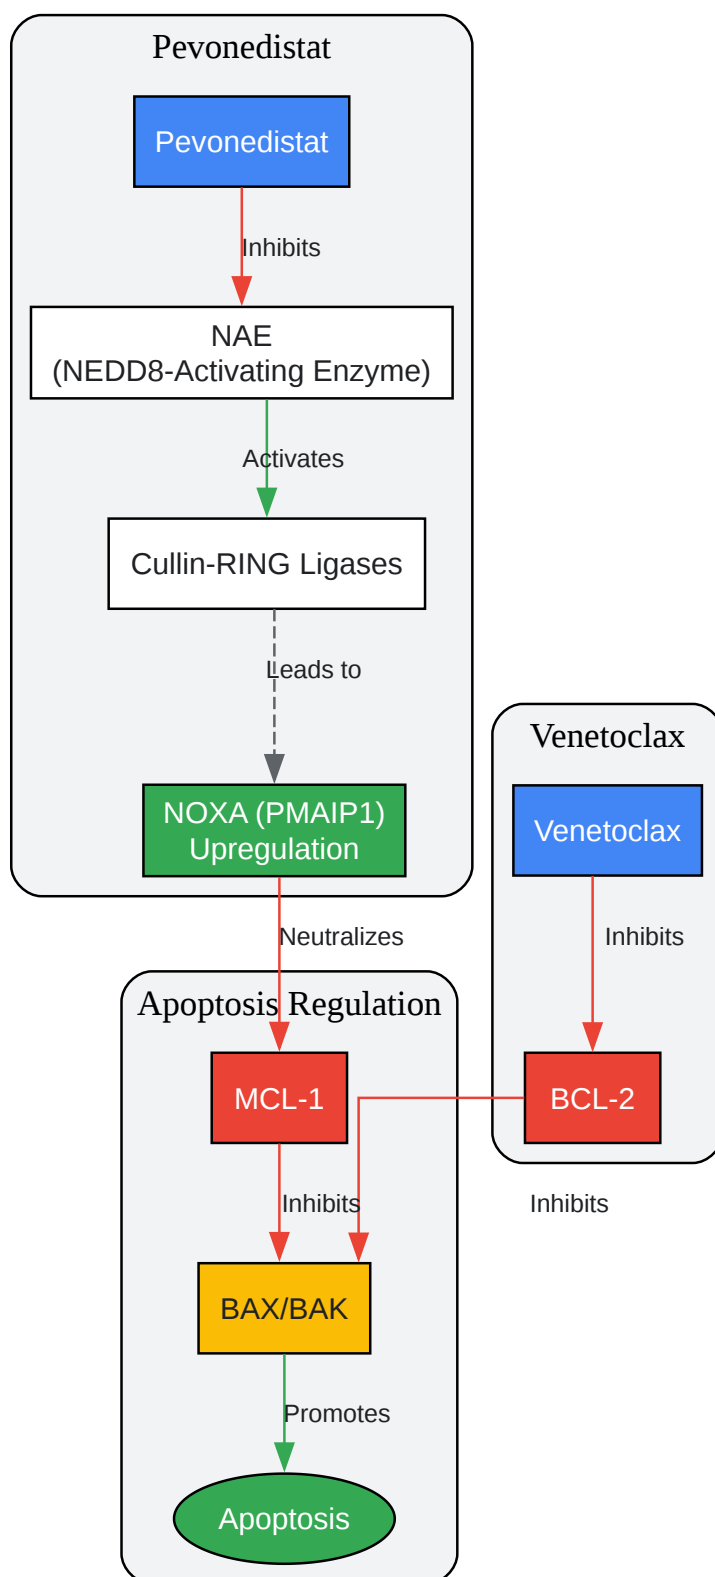 Pevonedistat
Pevonedistat
Inhibits
NAE
(NEDD8-Activating Enzyme)
Activates
Cullin-RING Ligases
Leads to
NOXA (PMAIP1)
Upregulation
Venetoclax
Venetoclax
Neutralizes
Inhibits
Apoptosis Regulation
MCL-1
BCL-2
Inhibits
Inhibits
BAX/BAK
Promotes
Apoptosis